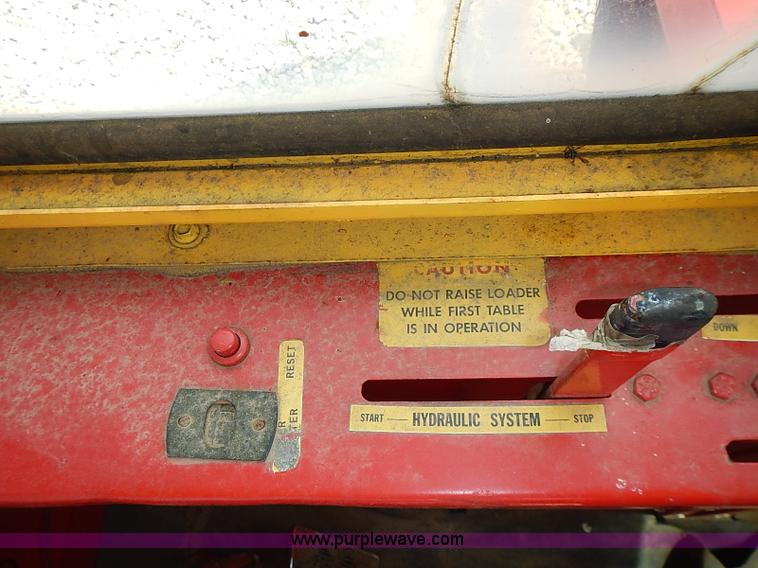 CAUTION
DO NOT RAISE LOADER
WHILE FIRST TABLE
IS IN OPERATION
DOWN
RESET
START — HYDRAULIC SYSTEM — STOP
www.purplewave.com